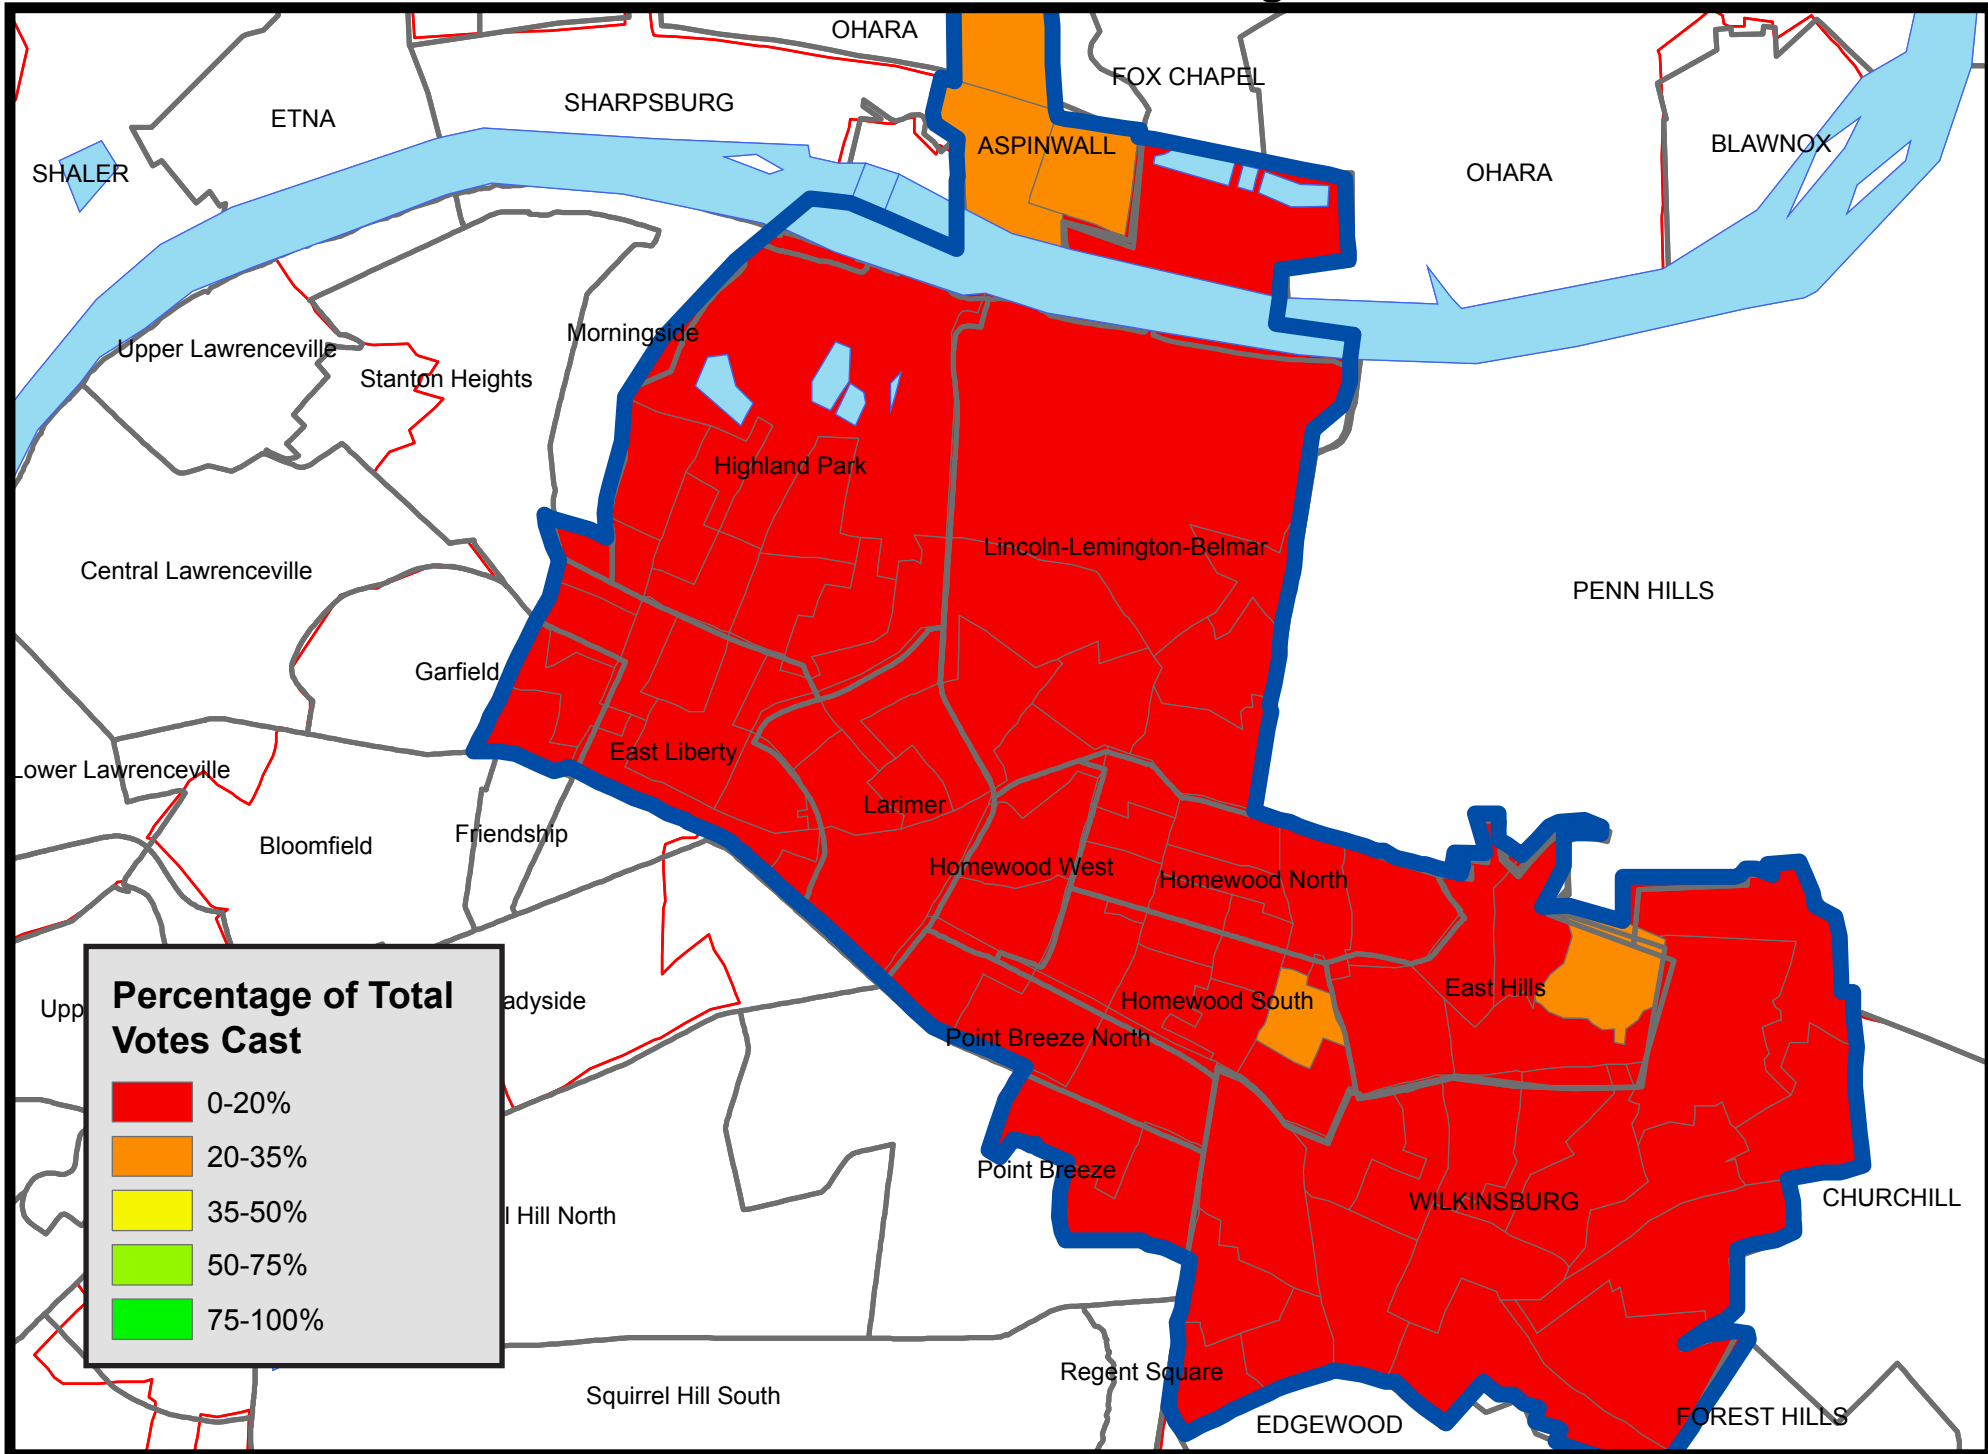 OHARA
FOX CHAPEL
SHARPSBURG
ETNA
ASPINWALL
BLAWNOX
SHALER
OHARA
Morningside
Upper Lawrenceville
Stanton Heights
Highland Park
Lincoln-Lemington-Belmar
Central Lawrenceville
PENN HILLS
Garfield
East Liberty
Lower Lawrenceville
Larimer
Friendship
Bloomfield
Homewood West
Homewood North
East Hills
Homewood South
Upp
adyside
Point Breeze North
Point Breeze
WILKINSBURG
CHURCHILL
l Hill North
Regent Square
Squirrel Hill South
EDGEWOOD
FOREST HILLS
Percentage of Total
Votes Cast
0-20%
20-35%
35-50%
50-75%
75-100%